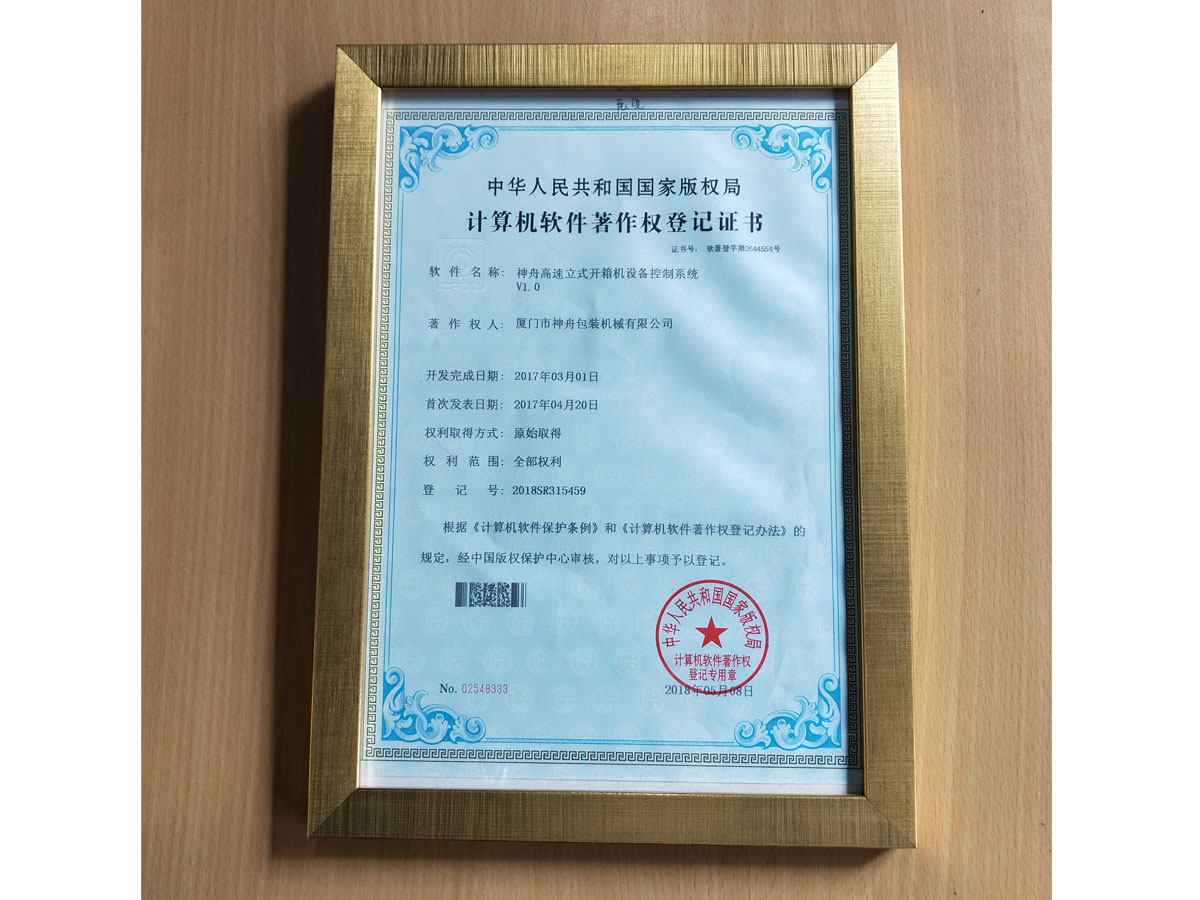 中华人民共和国国家版权局
计算机软件著作权登记证书
证书号： 软著登字第2644554号
软件名称： 神舟高速立式开箱机设备控制系统
V1.0
著作权人： 厦门市神舟包装机械有限公司
开发完成日期： 2017年03月01日
首次发表日期： 2017年04月20日
权利取得方式： 原始取得
权利范围： 全部权利
登记号： 2018SR315459
根据《计算机软件保护条例》和《计算机软件著作权登记办法》的
规定，经中国版权保护中心审核，对以上事项予以登记。
中华人民共和国国家版权局
计算机软件著作权
登记专用章
No. 02548333
2018年05月08日